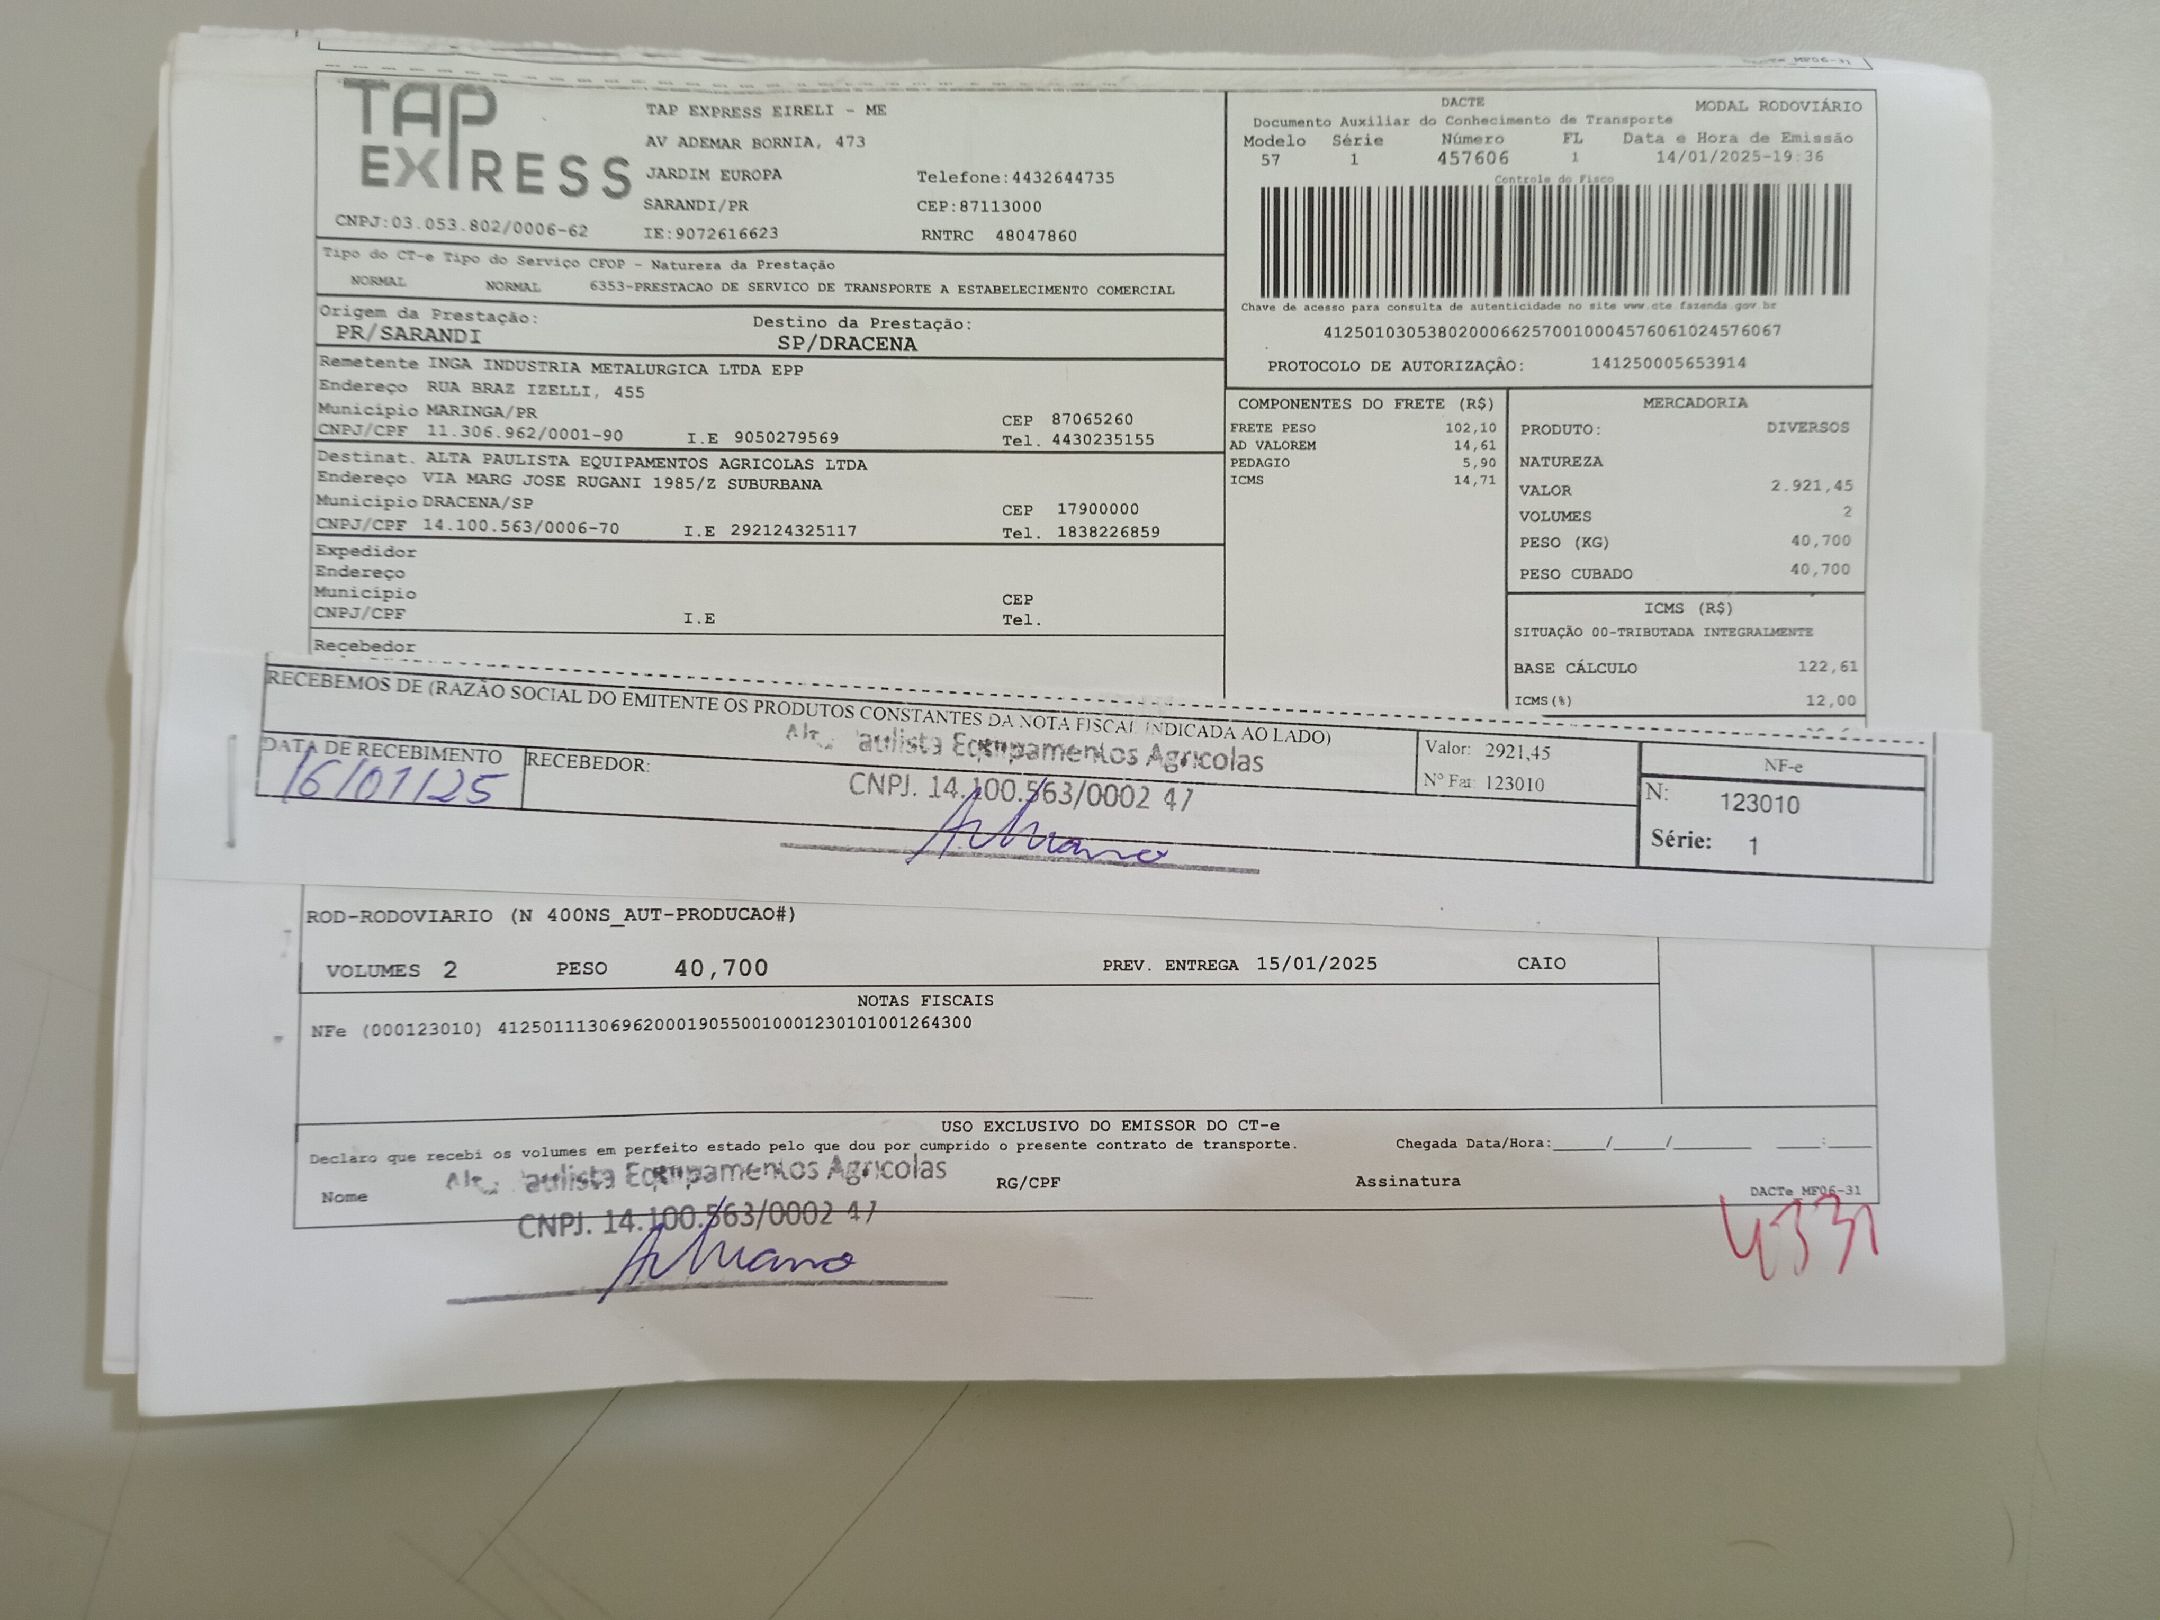 TAP EXPRESS
TAP EXPRESS EIRELI - ME
AV ADEMAR BORNIA, 473
JARDIM EUROPA Telefone:4432644735
SARANDI/PR CEP:87113000
CNPJ:03.053.802/0006-62 IE:9072616623 RNTRC 48047860
DACTE MODAL RODOVIÁRIO
Documento Auxiliar do Conhecimento de Transporte
Modelo Série Número FL Data e Hora de Emissão
57 1 457606 1 14/01/2025-19:36
Controle do Fisco
Chave de acesso para consulta de autenticidade no site www.cte.fazenda.gov.br
41250103053802000662570010004576061024576067
PROTOCOLO DE AUTORIZAÇÃO: 141250005653914
Tipo do CT-e Tipo do Serviço CFOP - Natureza da Prestação
NORMAL NORMAL 6353-PRESTACAO DE SERVICO DE TRANSPORTE A ESTABELECIMENTO COMERCIAL
Origem da Prestação: Destino da Prestação:
PR/SARANDI SP/DRACENA
Remetente INGA INDUSTRIA METALURGICA LTDA EPP
Endereço RUA BRAZ IZELLI, 455
Município MARINGA/PR CEP 87065260
CNPJ/CPF 11.306.962/0001-90 I.E 9050279569 Tel. 4430235155
Destinat. ALTA PAULISTA EQUIPAMENTOS AGRICOLAS LTDA
Endereço VIA MARG JOSE RUGANI 1985/Z SUBURBANA
Município DRACENA/SP CEP 17900000
CNPJ/CPF 14.100.563/0006-70 I.E 292124325117 Tel. 1838226859
Expedidor
Endereço
Município CEP
CNPJ/CPF I.E Tel.
Recebedor
COMPONENTES DO FRETE (R$)
FRETE PESO 102,10
AD VALOREM 14,61
PEDAGIO 5,90
ICMS 14,71
MERCADORIA
PRODUTO: DIVERSOS
NATUREZA
VALOR 2.921,45
VOLUMES 2
PESO (KG) 40,700
PESO CUBADO 40,700
ICMS (R$)
SITUAÇÃO 00-TRIBUTADA INTEGRALMENTE
BASE CÁLCULO 122,61
ICMS(%) 12,00
RECEBEMOS DE (RAZÃO SOCIAL DO EMITENTE OS PRODUTOS CONSTANTES DA NOTA FISCAL INDICADA AO LADO)
DATA DE RECEBIMENTO RECEBEDOR:
16/01/25
Equipamentos Agricolas
CNPJ. 14.100.563/0002 47
Valor: 2921,45
Nº Fat: 123010
NF-e
N: 123010
Série: 1
ROD-RODOVIARIO (N 400NS_AUT-PRODUCAO#)
VOLUMES 2 PESO 40,700 PREV. ENTREGA 15/01/2025 CAIO
NOTAS FISCAIS
NFe (000123010) 41250111306962000190550010001230101001264300
USO EXCLUSIVO DO EMISSOR DO CT-e
Declaro que recebi os volumes em perfeito estado pelo que dou por cumprido o presente contrato de transporte. Chegada Data/Hora:_____/_____/_______ ____:____
Equipamentos Agricolas
Nome RG/CPF Assinatura DACTe MF06-31
CNPJ. 14.100.563/0002 47
4331